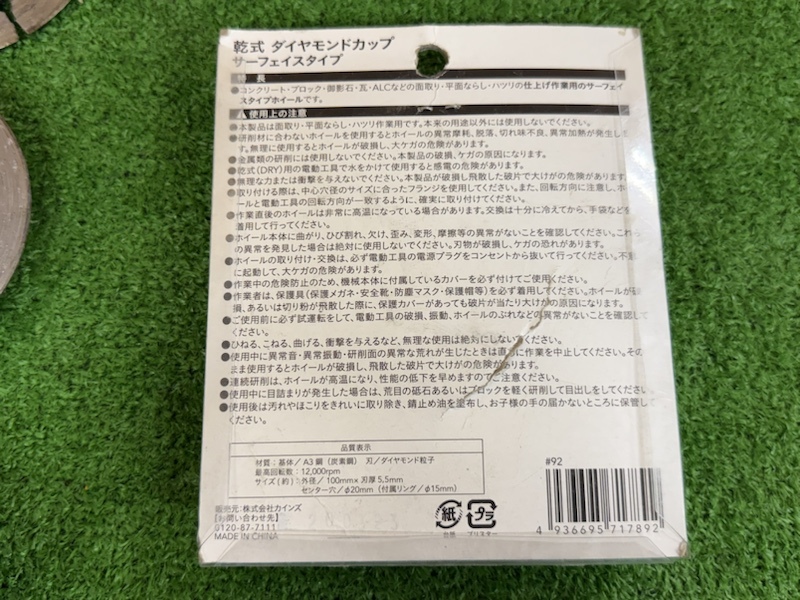 乾式 ダイヤモンドカップ
サーフェイスタイプ
特 長
●コンクリート・ブロック・御影石・瓦・ALCなどの面取り・平面ならし・ハツリの仕上げ作業用のサーフェイ
スタイプホイールです。
使用上の注意
●本製品は面取り・平面ならし・ハツリ作業用です。本来の用途以外には使用しないでください。
●研削材に合わないホイールを使用するとホイールの異常摩耗、脱落、切れ味不良、異常加熱が発生しま
す。無理に使用するとホイールが破損し、大ケガの危険があります。
●金属類の研削には使用しないでください。本製品の破損、ケガの原因になります。
●乾式(DRY)用の電動工具で水をかけて使用すると感電の危険があります。
●無理な力または衝撃を与えないでください。本製品が破損し飛散した破片で大けがの危険があります
●取り付ける際は、中心穴径のサイズに合ったフランジを使用してください。また、回転方向に注意し、ホ
ールと電動工具の回転方向が一致するように、確実に取り付けてください。
●作業直後のホイールは非常に高温になっている場合があります。交換は十分に冷えてから、手袋など
着用して行ってください。
●ホイール本体に曲がり、ひび割れ、欠け、歪み、変形、摩擦等の異常がないことを確認してください。これ
の異常を発見した場合は絶対に使用しないでください。刃物が破損し、ケガの恐れがあります。
●ホイールの取り付け・交換は、必ず電動工具の電源プラグをコンセントから抜いて行ってください。不意
に起動して、大ケガの危険があります。
●作業中の危険防止のため、機械本体に付属しているカバーを必ず付けてご使用ください。
●作業者は、保護具(保護メガネ・安全靴・防塵マスク・保護帽等)を必ず着用してください。ホイールが破
損、あるいは切り粉が飛散した際に、保護カバーがあっても破片が当たり大けがの原因になります。
●ご使用前に必ず試運転をして、電動工具の破損、振動、ホイールのぶれなどの異常がないことを確認して
ください。
●ひねる、こねる、曲げる、衝撃を与えるなど、無理な使用は絶対にしないでください。
●使用中に異常音・異常振動・研削面の異常な荒れが生じたときは直ちに作業を中止してください。その
まま使用するとホイールが破損し、飛散した破片で大けがの危険があります。
●連続研削は、ホイールが高温になり、性能の低下を早めますのでご注意ください。
●使用中に目詰まりが発生した場合は、荒目の砥石あるいはブロックを軽く研削して目出しをしてください
●使用後は汚れやほこりをきれいに取り除き、錆止め油を塗布し、お子様の手の届かないところに保管して
ください。
品質表示
材質:基体/A3鋼(炭素鋼) 刃/ダイヤモンド粒子
最高回転数:12,000rpm
サイズ(約):外径/100mm×刃厚5.5mm
センター穴/φ20mm(付属リング/φ15mm)
販売元:株式会社カインズ
【お問い合わせ先】
0120-87-7111
MADE IN CHINA
紙
台紙
プラ
ブリスター
#92
4 936695 717892